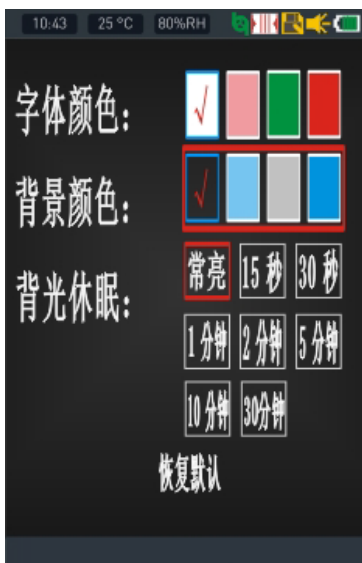 10:43 25 °C 80%RH
字体颜色：
背景颜色：
背光休眠：
常亮 15 秒 30 秒
1 分钟 2 分钟 5 分钟
10 分钟 30分钟
恢复默认